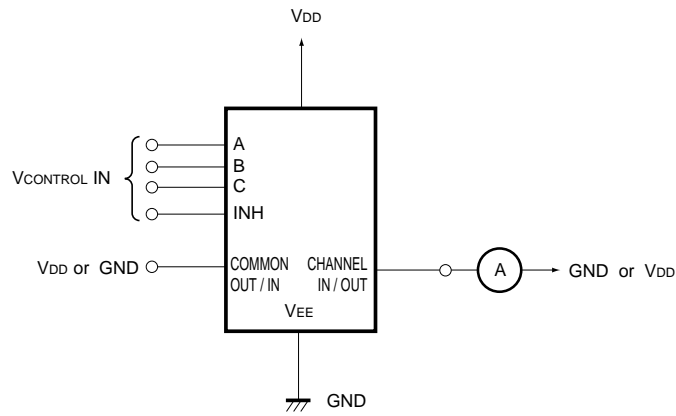 VDD
A
B
C
INH
VCONTROL IN
VDD or GND
COMMON OUT / IN
CHANNEL IN / OUT
VEE
A
GND or VDD
GND